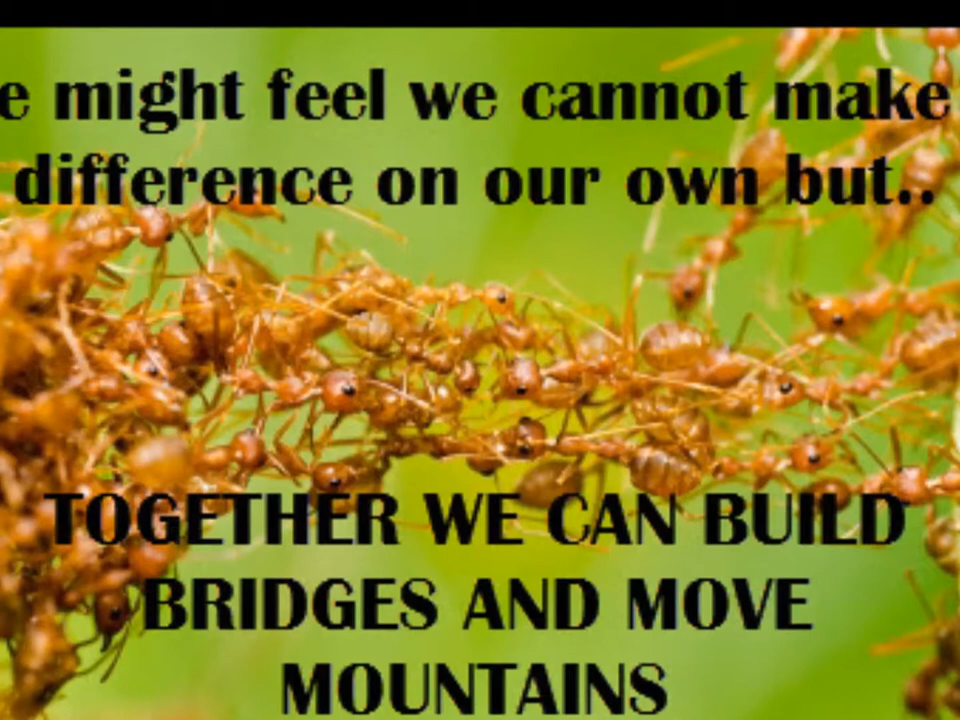 e might feel we cannot make
difference on our own but..
TOGETHER WE CAN BUILD
BRIDGES AND MOVE
MOUNTAINS